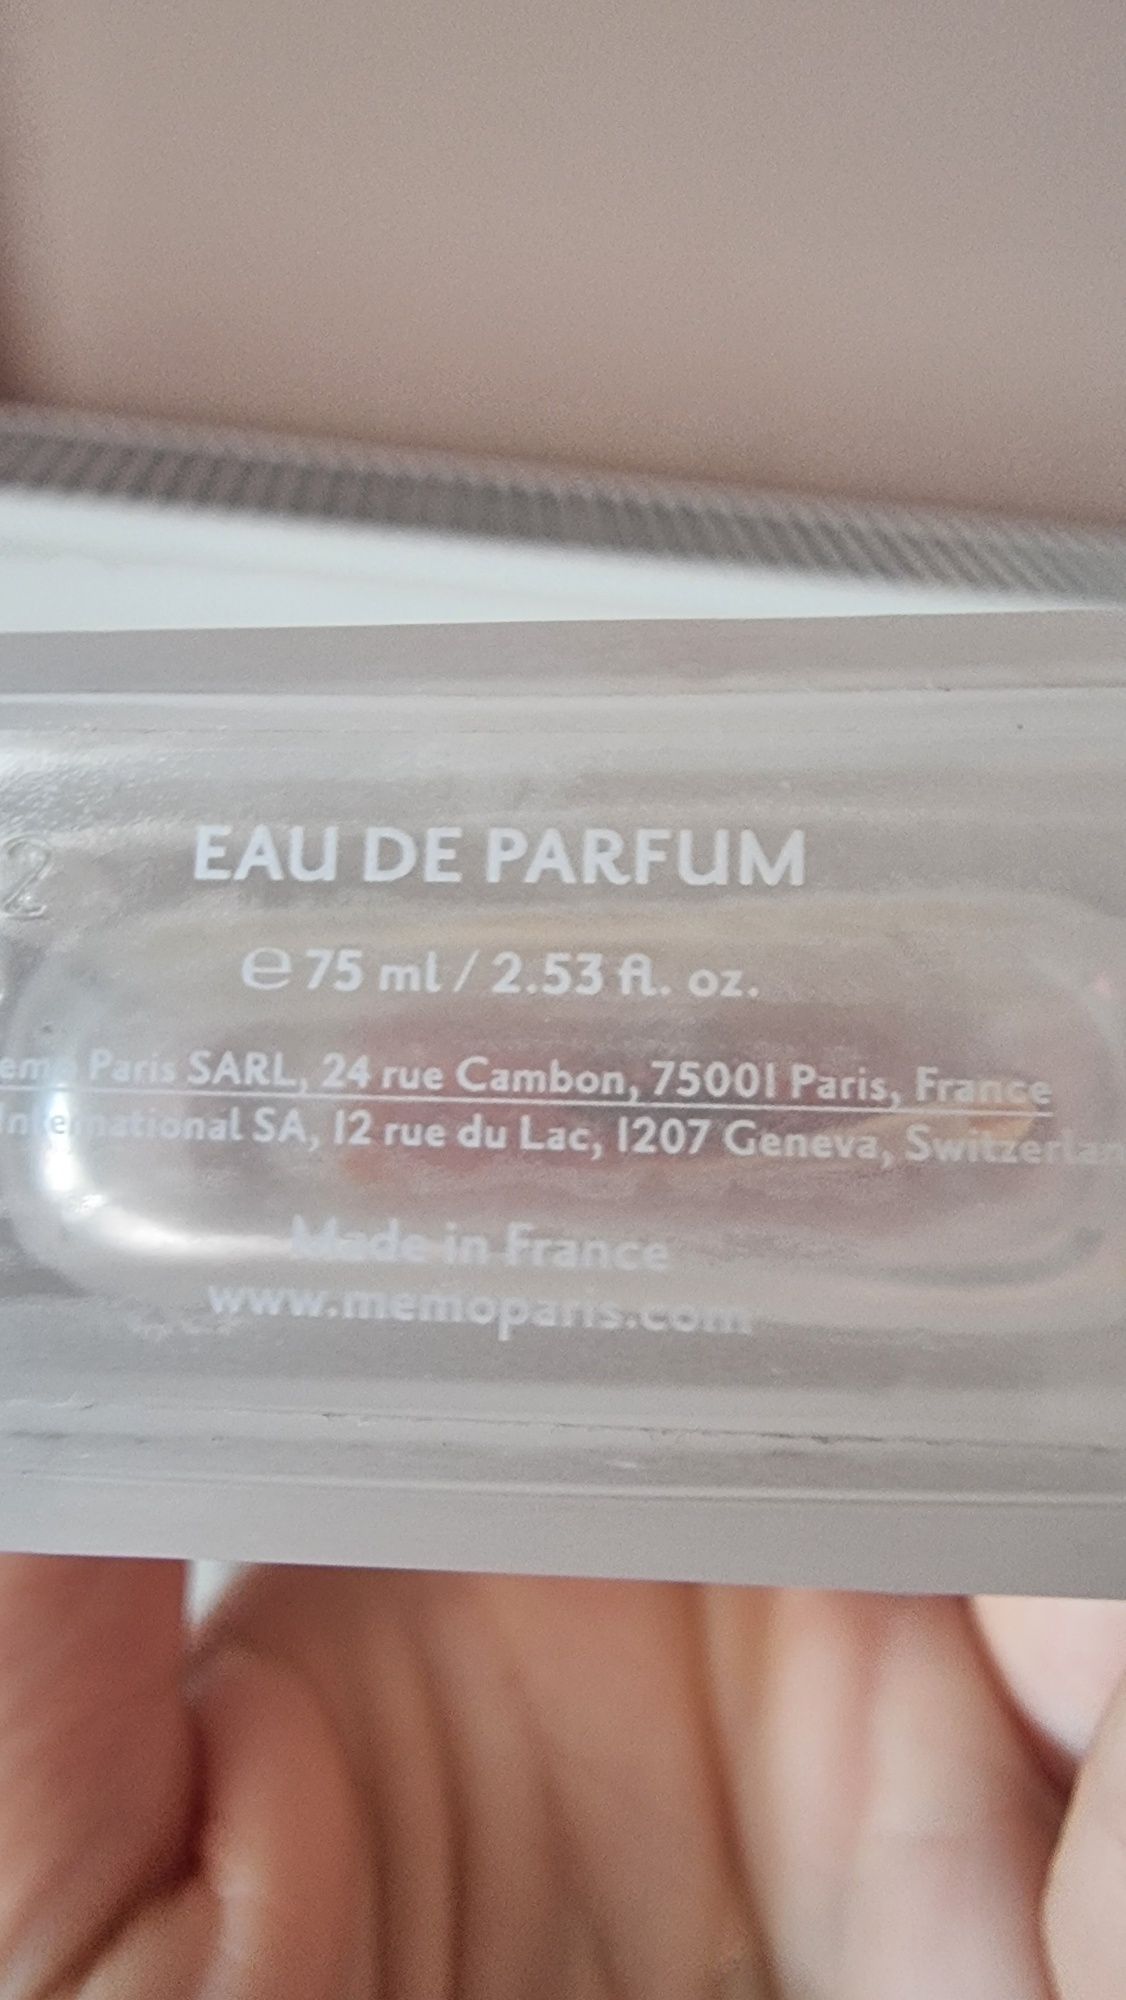 EAU DE PARFUM
2
℮ 75 ml / 2.53 fl. oz.
Paris SARL, 24 rue Cambon, 75001 Paris, France
International SA, 12 rue du Lac, 1207 Geneva,
Made in France
www.memoparis.com